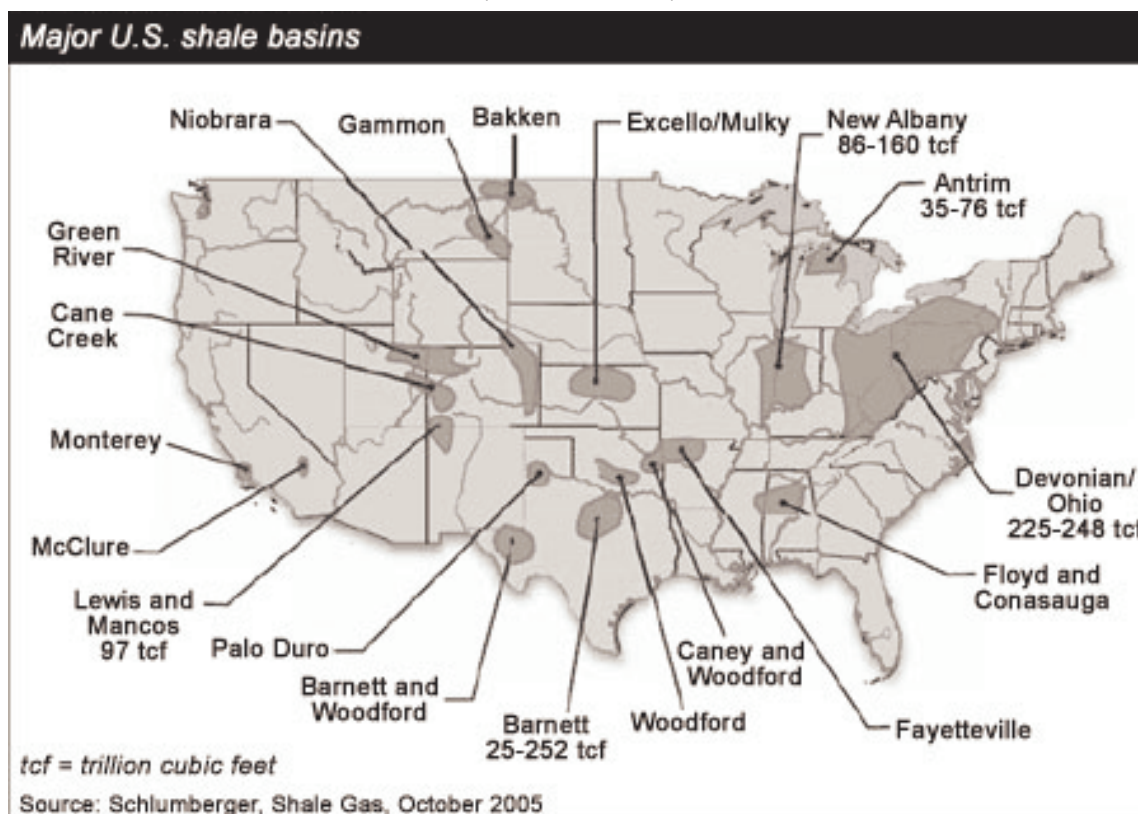 Major U.S. shale basins
Niobrara
Gammon
Bakken
Excello/Mulky
New Albany
86-160 tcf
Antrim
35-76 tcf
Green
River
Cane
Creek
Monterey
McClure
Lewis and
Mancos
97 tcf
Palo Duro
Barnett and
Woodford
Barnett
25-252 tcf
Woodford
Caney and
Woodford
Fayetteville
Floyd and
Conasauga
Devonian/
Ohio
225-248 tcf
tcf = trillion cubic feet
Source: Schlumberger, Shale Gas, October 2005